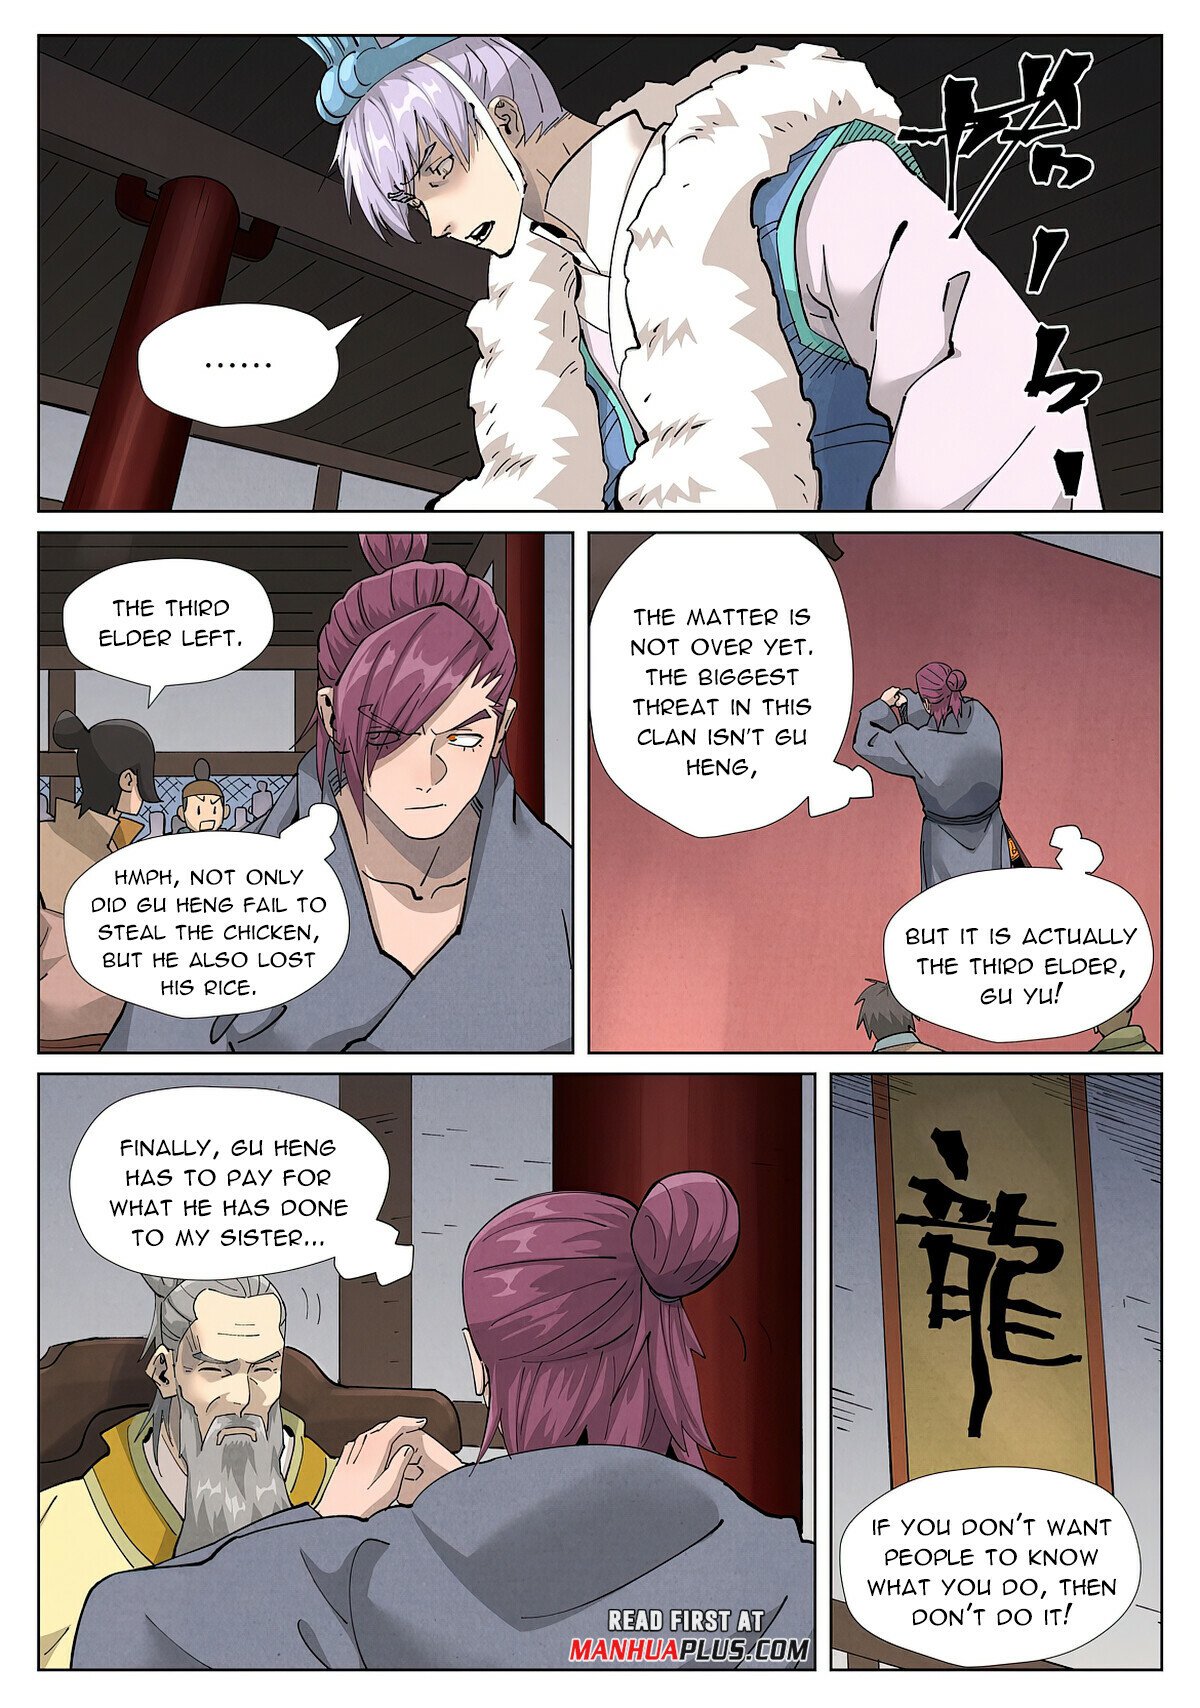 ......
THE THIRD
ELDER LEFT.
HMPH, NOT ONLY
DID GU HENG FAIL TO
STEAL THE CHICKEN,
BUT HE ALSO LOST
HIS RICE.
THE MATTER IS
NOT OVER YET.
THE BIGGEST
THREAT IN THIS
CLAN ISN'T GU
HENG,
BUT IT IS ACTUALLY
THE THIRD ELDER,
GU YU!
FINALLY, GU HENG
HAS TO PAY FOR
WHAT HE HAS DONE
TO MY SISTER...
龍
IF YOU DON'T WANT
PEOPLE TO KNOW
WHAT YOU DO, THEN
DON'T DO IT!
READ FIRST AT
MANHUAPLUS.COM